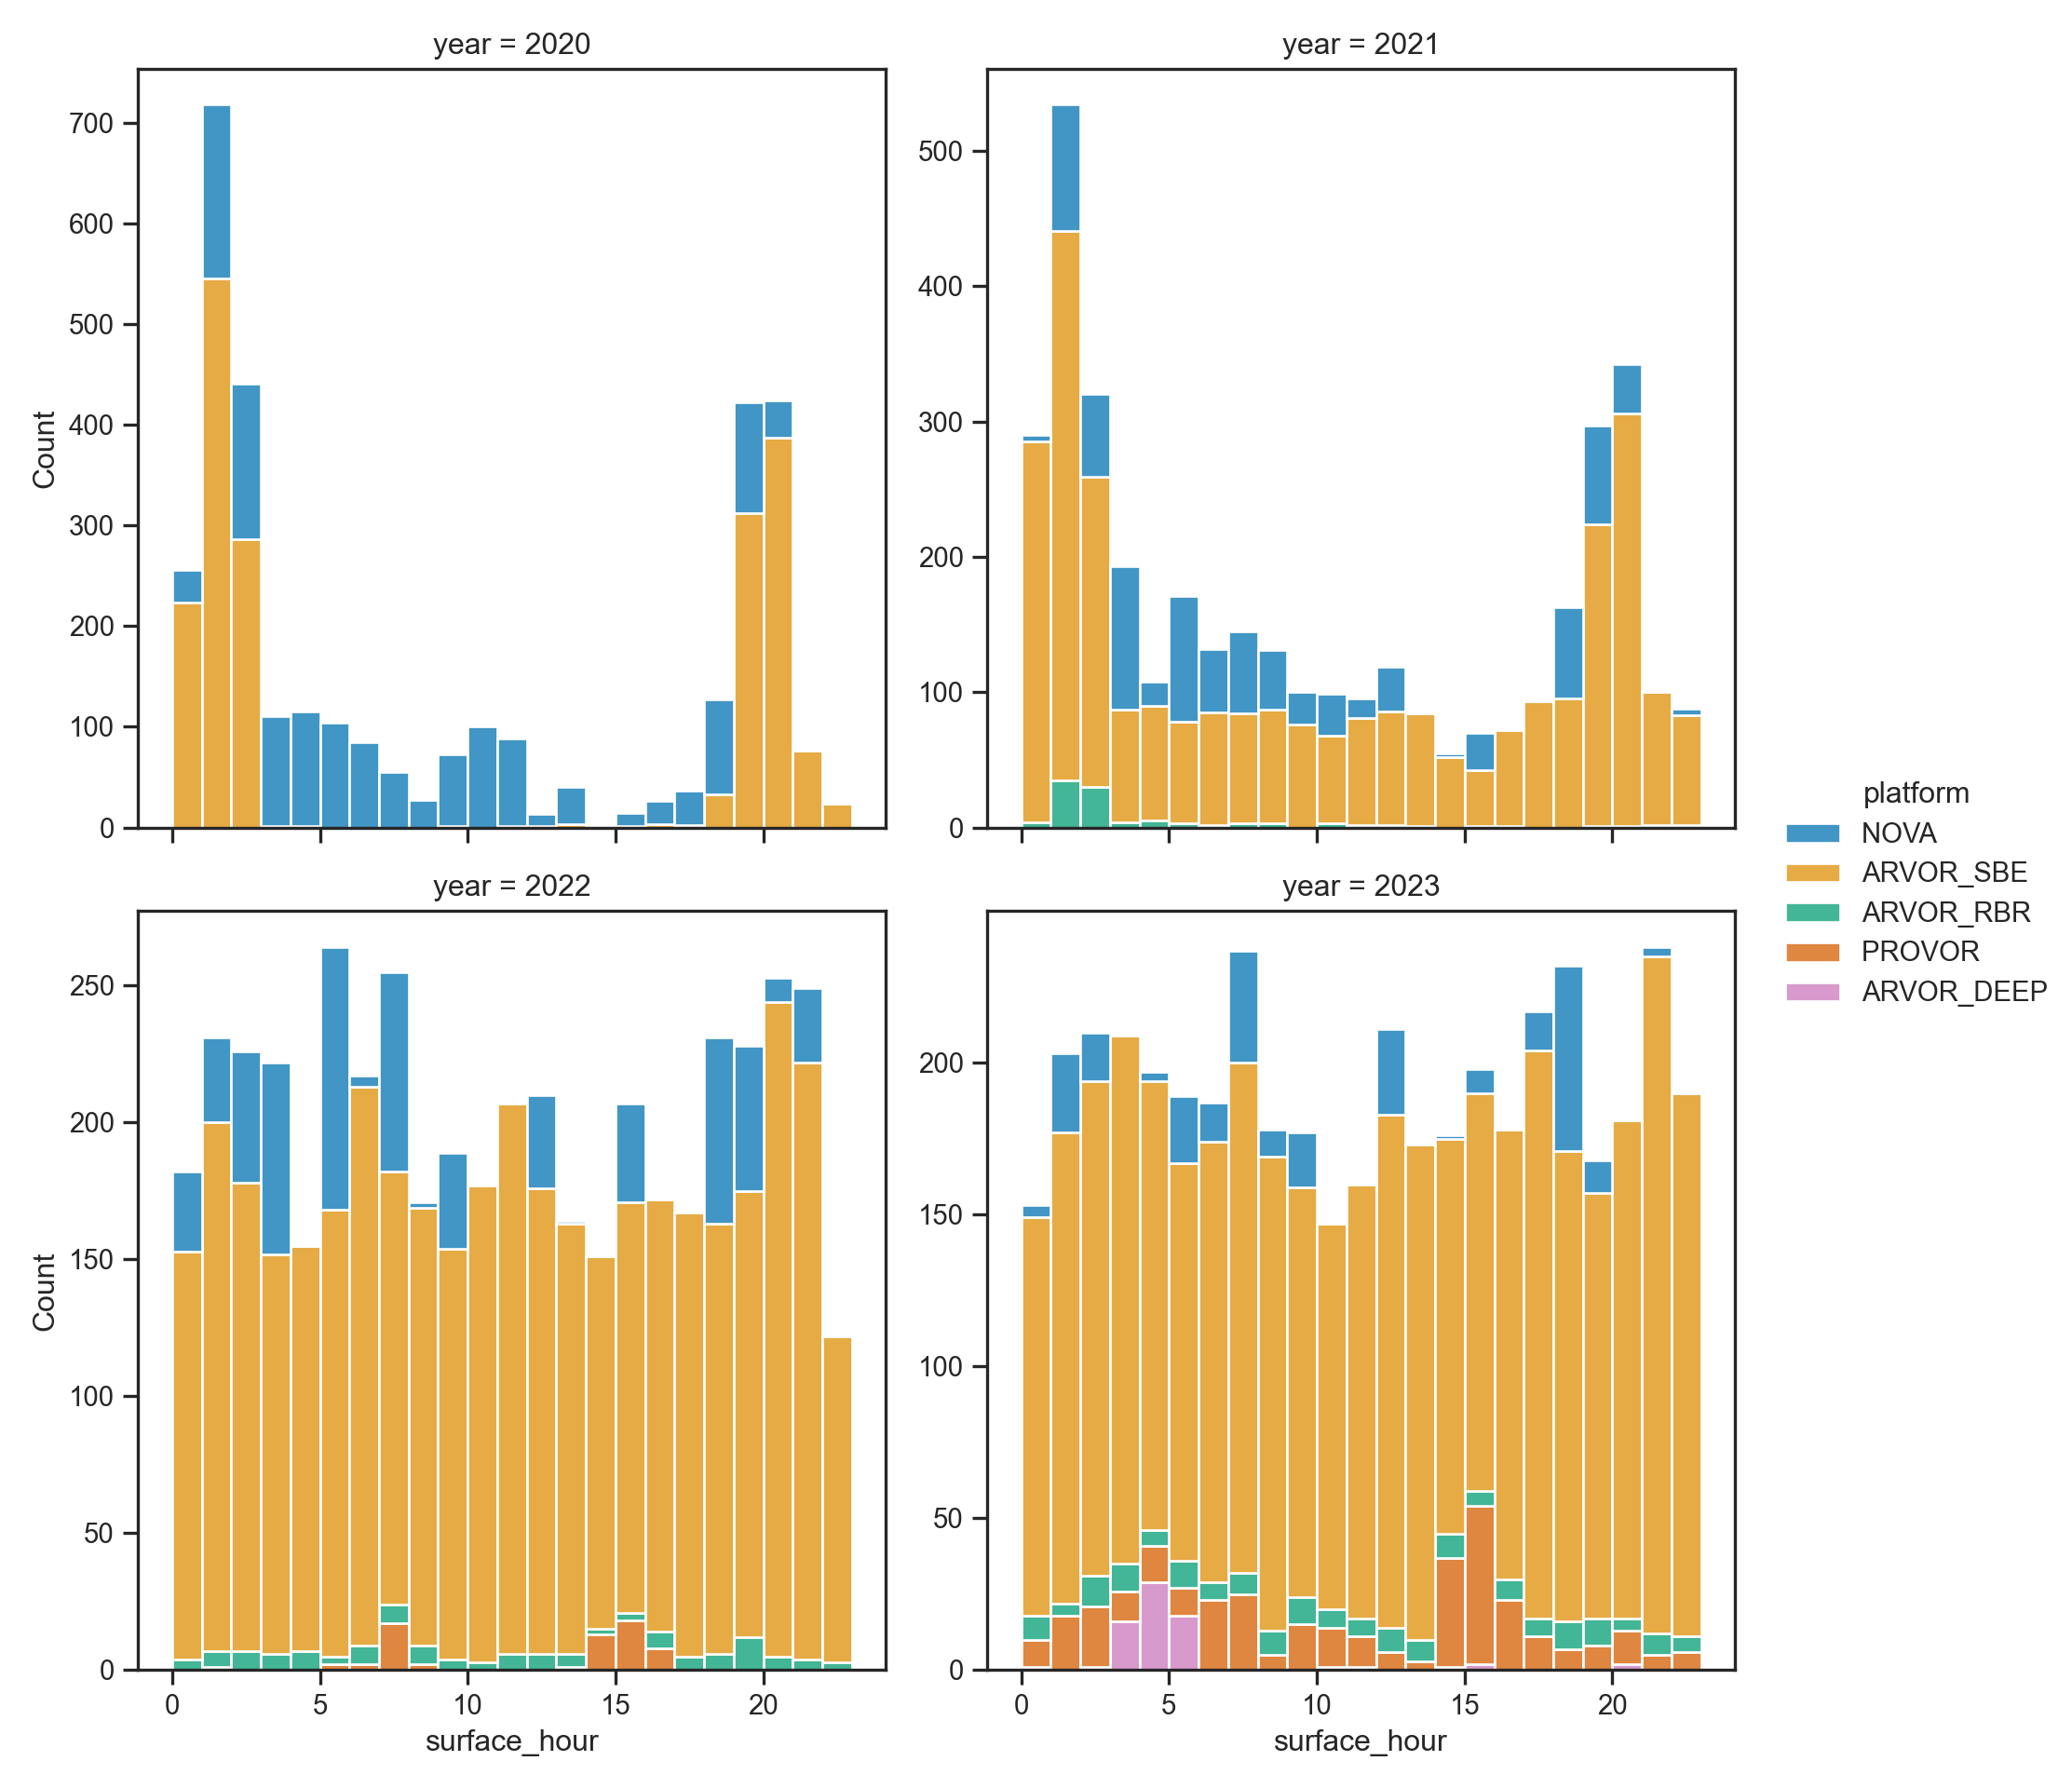 year = 2020
700
600
500
400
300
200
100
0
Count
year = 2021
500
400
300
200
100
0
year = 2022
250
200
150
100
50
0
Count
0 5 10 15 20
surface_hour
year = 2023
200
150
100
50
0
0 5 10 15 20
surface_hour
platform
NOVA
ARVOR_SBE
ARVOR_RBR
PROVOR
ARVOR_DEEP